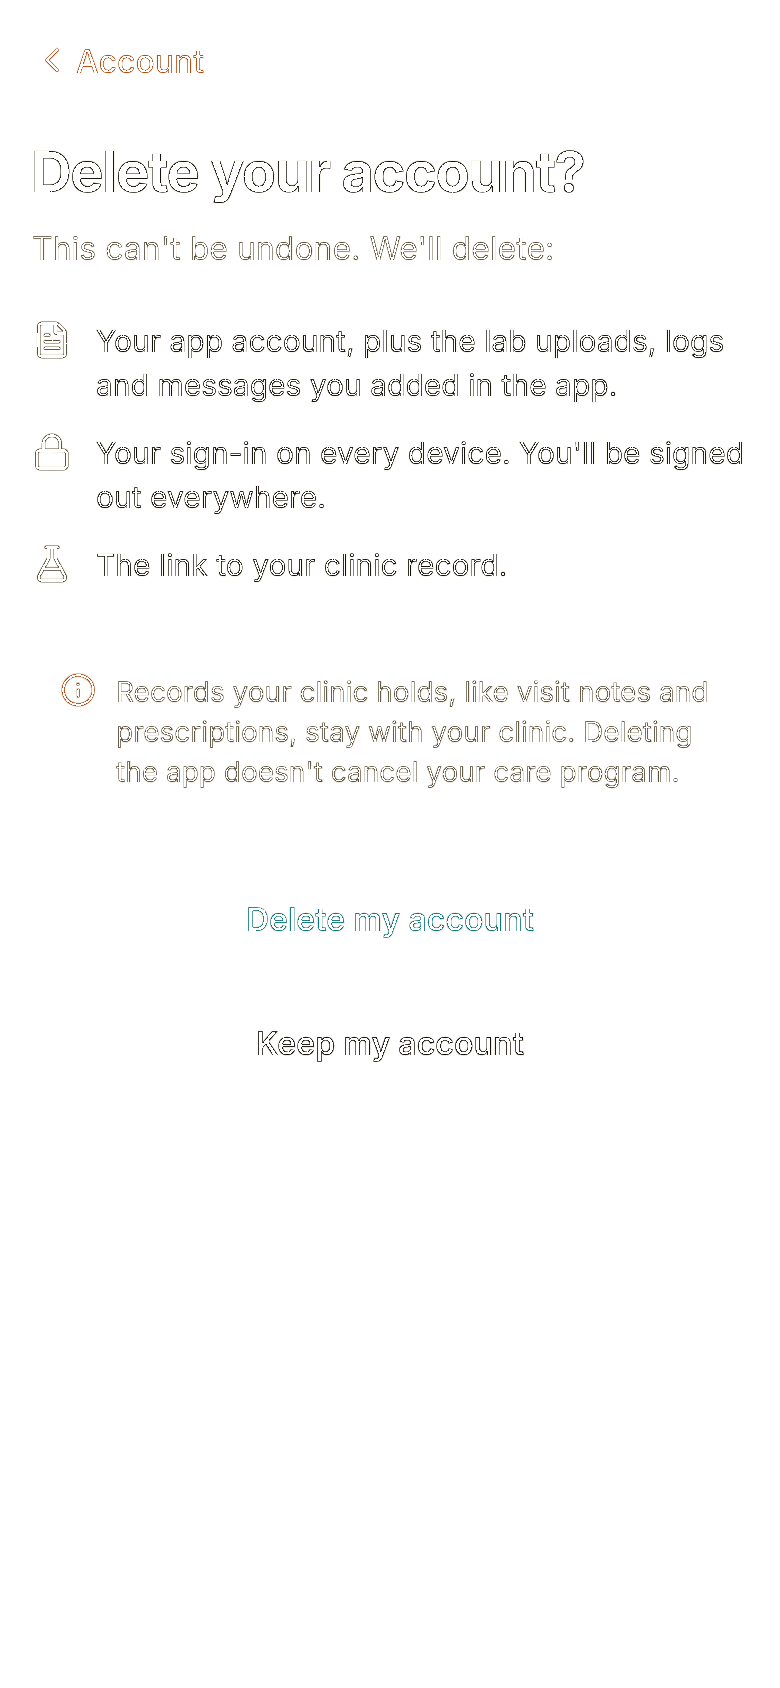 Account
Delete your account?
This can't be undone. We'll delete:
Your app account, plus the lab uploads, logs
and messages you added in the app.
Your sign-in on every device. You'll be signed
out everywhere.
The link to your clinic record.
Records your clinic holds, like visit notes and
prescriptions, stay with your clinic. Deleting
the app doesn't cancel your care program.
Delete my account
Keep my account